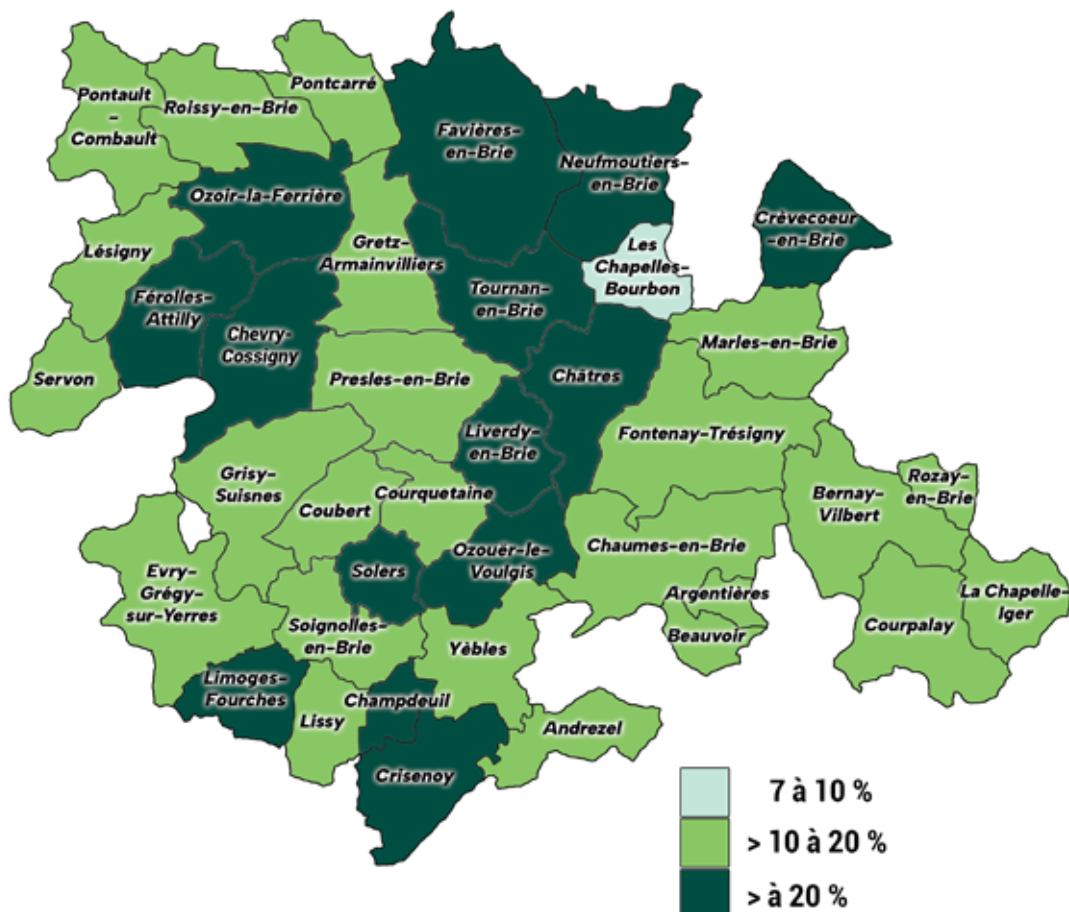 Pontcarré
Pontault
-
Combault
Roissy-en-Brie
Favières-
en-Brie
Neufmoutiers-
en-Brie
Ozoir-la-Ferrière
Crèvecoeur
-en-Brie
Lésigny
Gretz-
Armainvilliers
Les
Chapelles-
Bourbon
Férolles-
Attilly
Tournan-
en-Brie
Chevry-
Cossigny
Marles-en-Brie
Servon
Presles-en-Brie
Châtres
Liverdy-
en-Brie
Fontenay-Trésigny
Grisy-
Suisnes
Courquetaine
Coubert
Bernay-
Vilbert
Rozay-
en-Brie
Ozouër-le-
Voulgis
Chaumes-en-Brie
Solers
Evry-
Grégy-
sur-Yerres
Argentières
La Chapelle-
Iger
Soignolles-
en-Brie
Beauvoir
Courpalay
Yèbles
Limoges-
Fourches
Champdeuil
Lissy
Andrezel
Crisenoy
7 à 10 %
> 10 à 20 %
> à 20 %